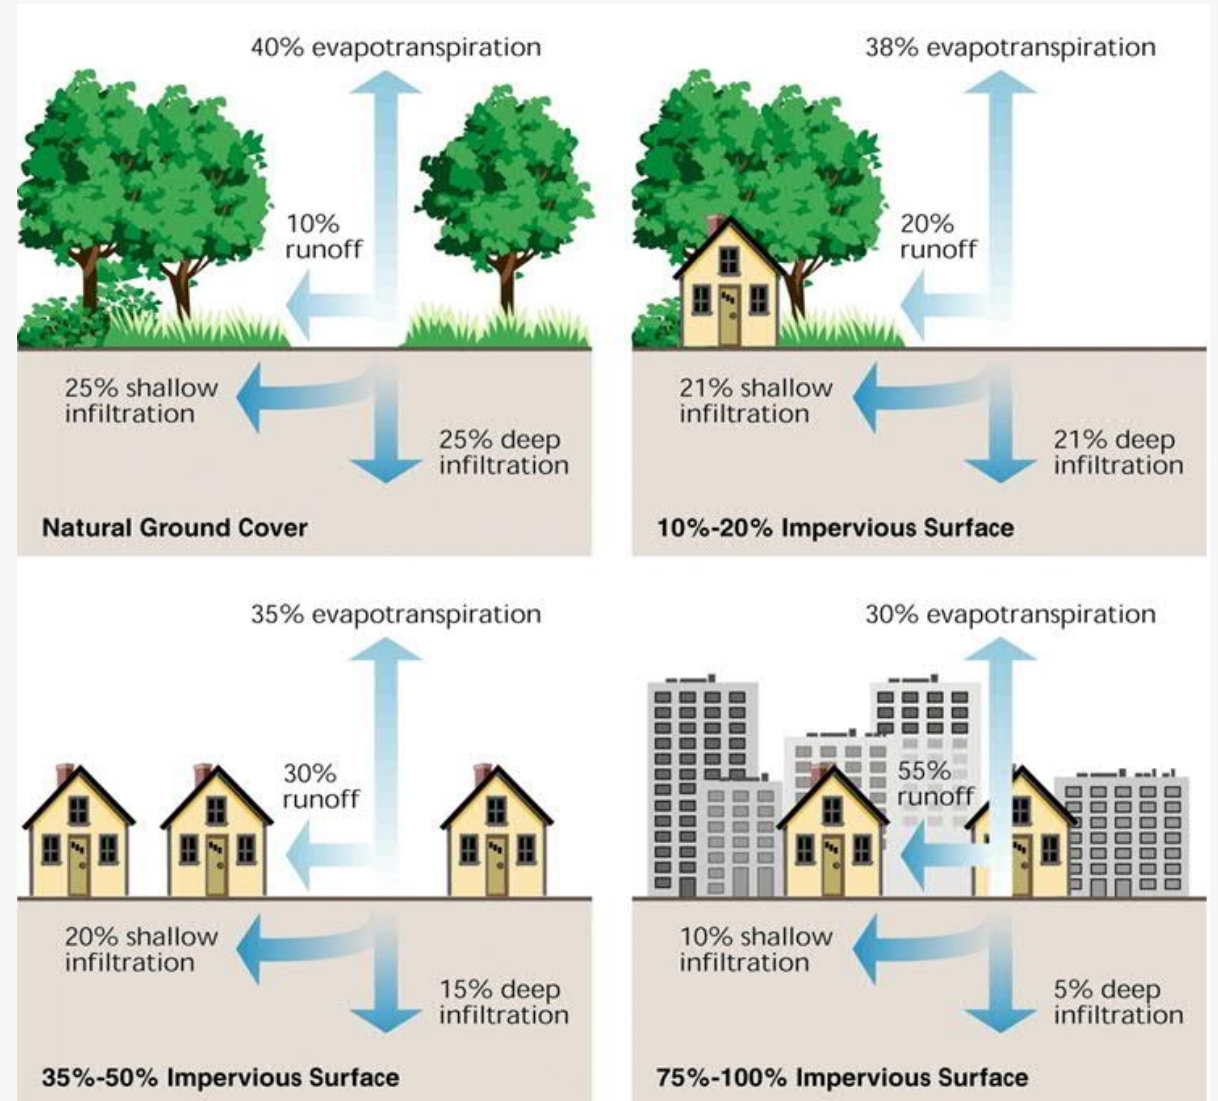 40% evapotranspiration
10%
runoff
25% shallow
infiltration
25% deep
infiltration
Natural Ground Cover
38% evapotranspiration
20%
runoff
21% shallow
infiltration
21% deep
infiltration
10%-20% Impervious Surface
35% evapotranspiration
30%
runoff
20% shallow
infiltration
15% deep
infiltration
35%-50% Impervious Surface
30% evapotranspiration
55%
runoff
10% shallow
infiltration
5% deep
infiltration
75%-100% Impervious Surface